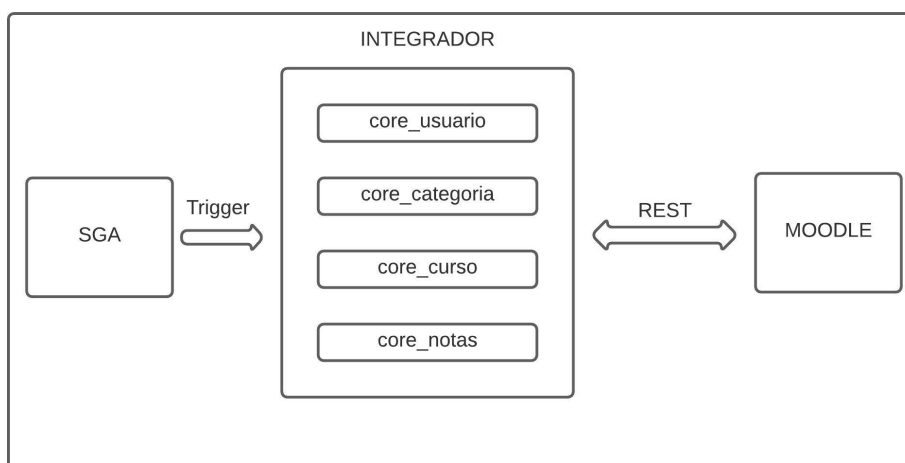 INTEGRADOR
core_usuario
core_categoria
core_curso
core_notas
SGA
Trigger
REST
MOODLE